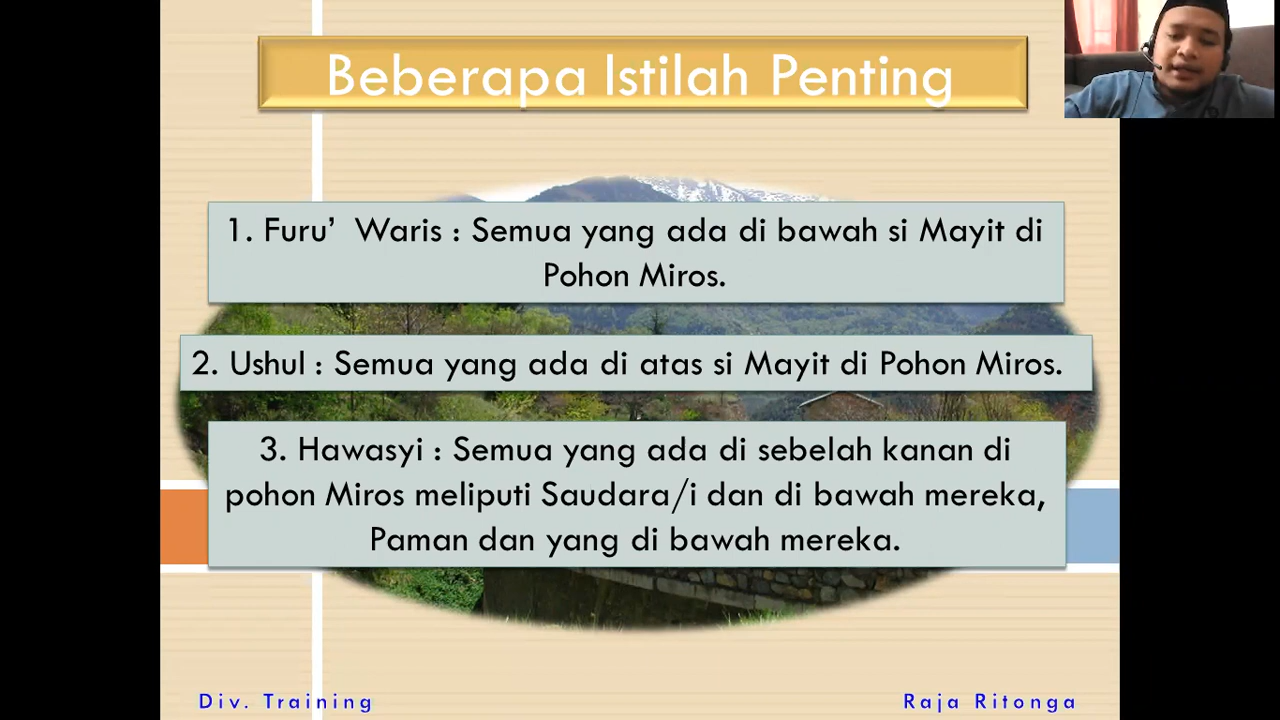 Beberapa Istilah Penting
1. Furu’ Waris : Semua yang ada di bawah si Mayit di
Pohon Miros.
2. Ushul : Semua yang ada di atas si Mayit di Pohon Miros.
3. Hawasyi : Semua yang ada di sebelah kanan di
pohon Miros meliputi Saudara/i dan di bawah mereka,
Paman dan yang di bawah mereka.
Div. Training
Raja Ritonga